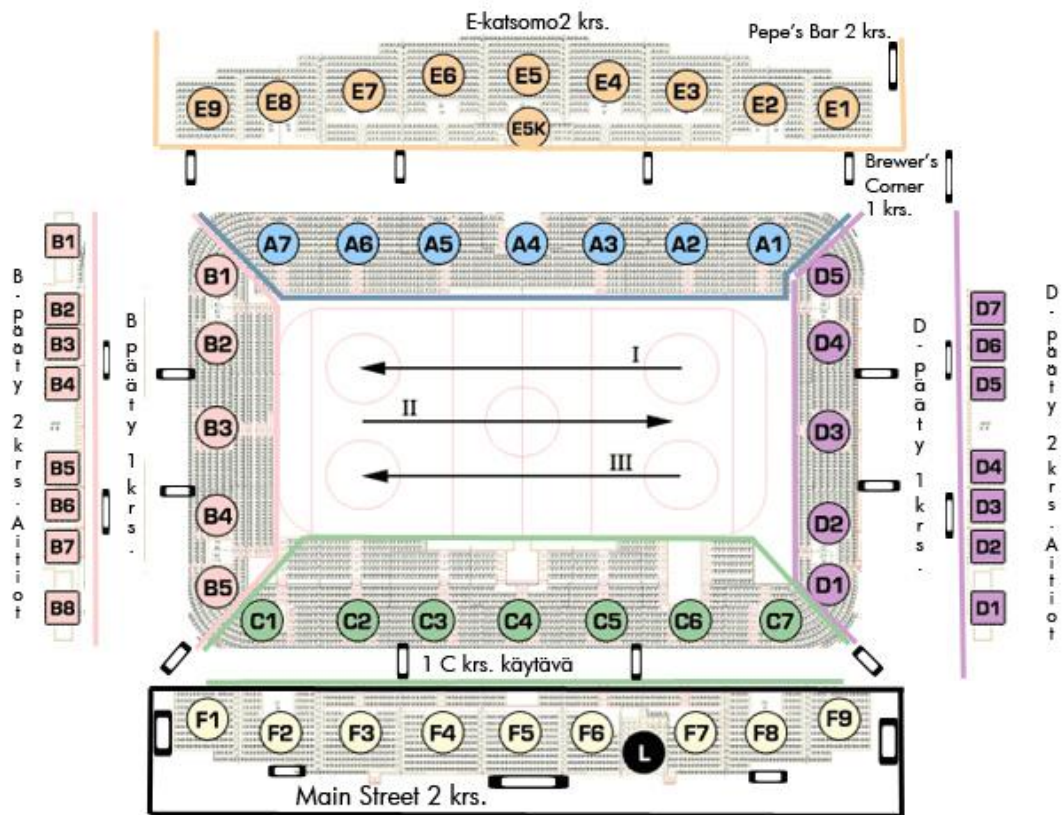 E-katsomo2 krs.
Pepe's Bar 2 krs.
E9 E8 E7 E6 E5 E4 E3 E2 E1
E5K
Brewer's
Corner
1 krs.
A7 A6 A5 A4 A3 A2 A1
B1
B2
B3
B4
B5
B6
B7
B8
B-pääty 2 krs.-Aitiot
B pääty 1 krs.
B1
B2
B3
B4
B5
I
II
III
D5
D4
D3
D2
D1
D-pääty 1 krs.
D7
D6
D5
D4
D3
D2
D1
D-pääty 2 krs.-Aitiot
C1 C2 C3 C4 C5 C6 C7
1 C krs. käytävä
F1 F2 F3 F4 F5 F6 F7 F8 F9
L
Main Street 2 krs.